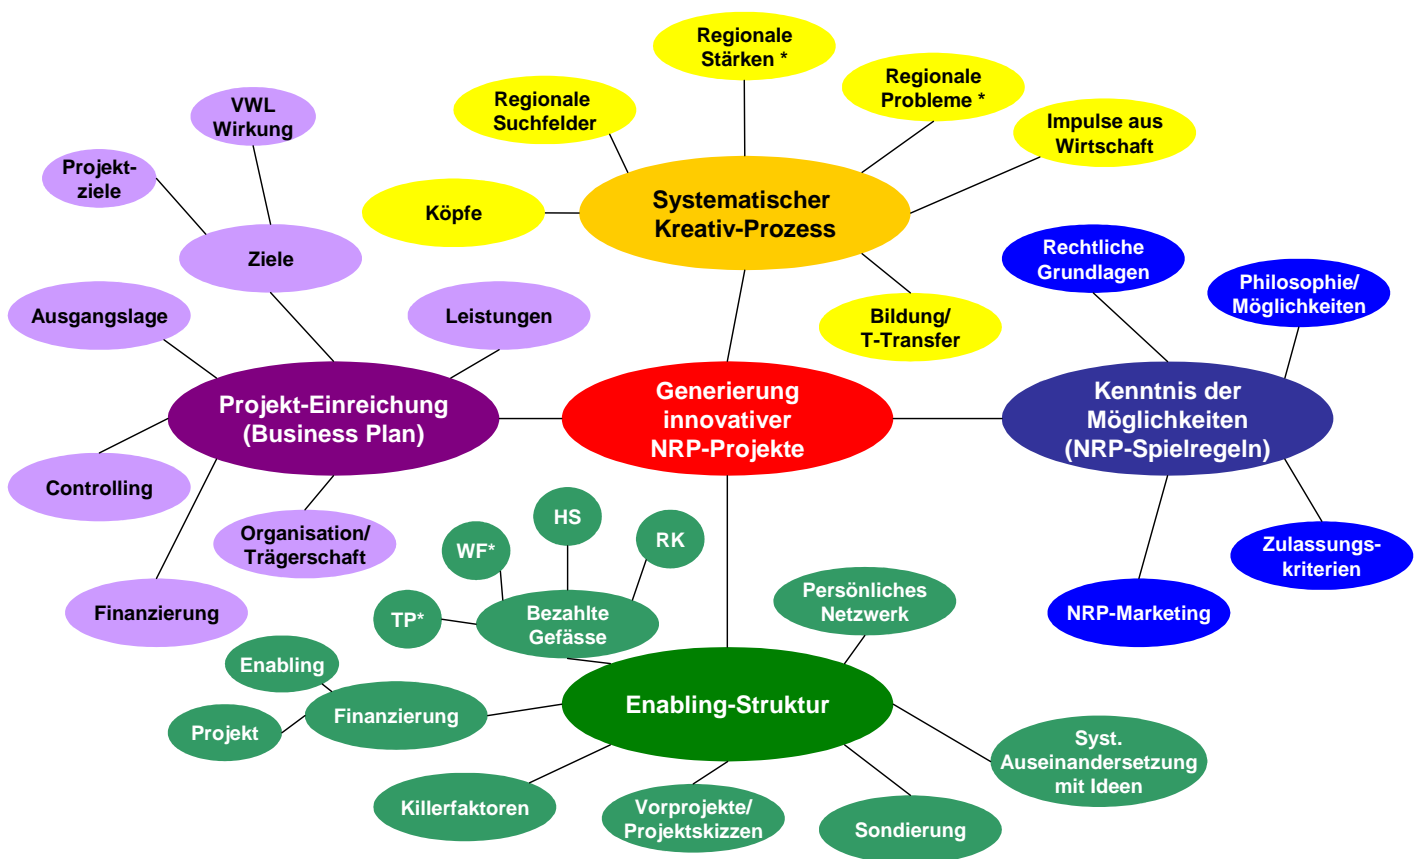 Regionale
Stärken *
Regionale
Probleme *
VWL
Wirkung
Regionale
Suchfelder
Impulse aus
Wirtschaft
Projekt-
ziele
Köpfe
Systematischer
Kreativ-Prozess
Ziele
Rechtliche
Grundlagen
Philosophie/
Möglichkeiten
Ausgangslage
Leistungen
Bildung/
T-Transfer
Projekt-Einreichung
(Business Plan)
Generierung
innovativer
NRP-Projekte
Kenntnis der
Möglichkeiten
(NRP-Spielregeln)
Controlling
Organisation/
Trägerschaft
Finanzierung
HS
WF*
RK
TP*
Bezahlte
Gefässe
Persönliches
Netzwerk
Zulassungs-
kriterien
NRP-Marketing
Enabling
Projekt
Finanzierung
Enabling-Struktur
Syst.
Auseinandersetzung
mit Ideen
Killerfaktoren
Vorprojekte/
Projektskizzen
Sondierung